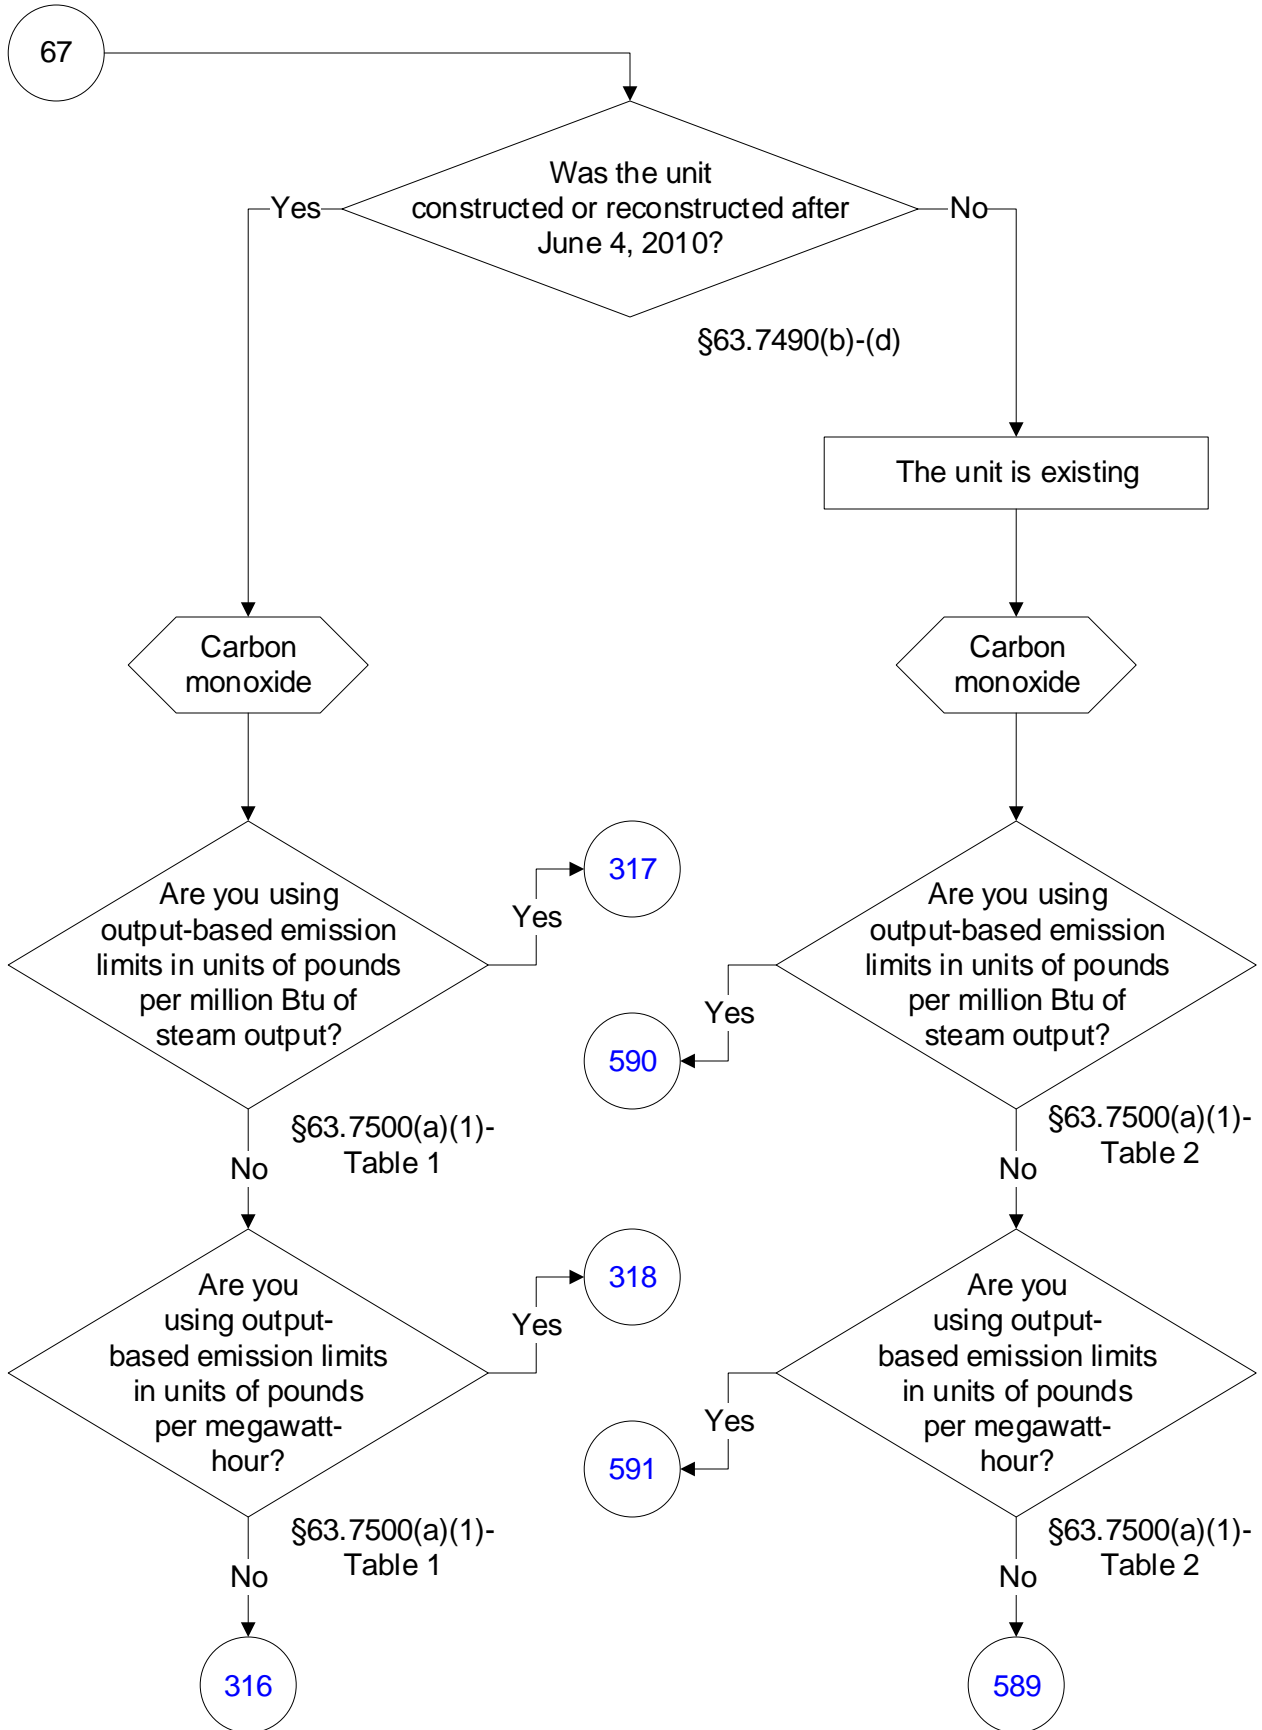 67
Was the unit
constructed or reconstructed after
June 4, 2010?
Yes
No
§63.7490(b)-(d)
The unit is existing
Carbon
monoxide
Carbon
monoxide
Are you using
output-based emission
limits in units of pounds
per million Btu of
steam output?
Yes
317
Are you using
output-based emission
limits in units of pounds
per million Btu of
steam output?
Yes
590
§63.7500(a)(1)-
Table 1
No
§63.7500(a)(1)-
Table 2
No
Are you
using output-
based emission limits
in units of pounds
per megawatt-
hour?
Yes
318
Are you
using output-
based emission limits
in units of pounds
per megawatt-
hour?
Yes
591
§63.7500(a)(1)-
Table 1
No
§63.7500(a)(1)-
Table 2
No
316
589